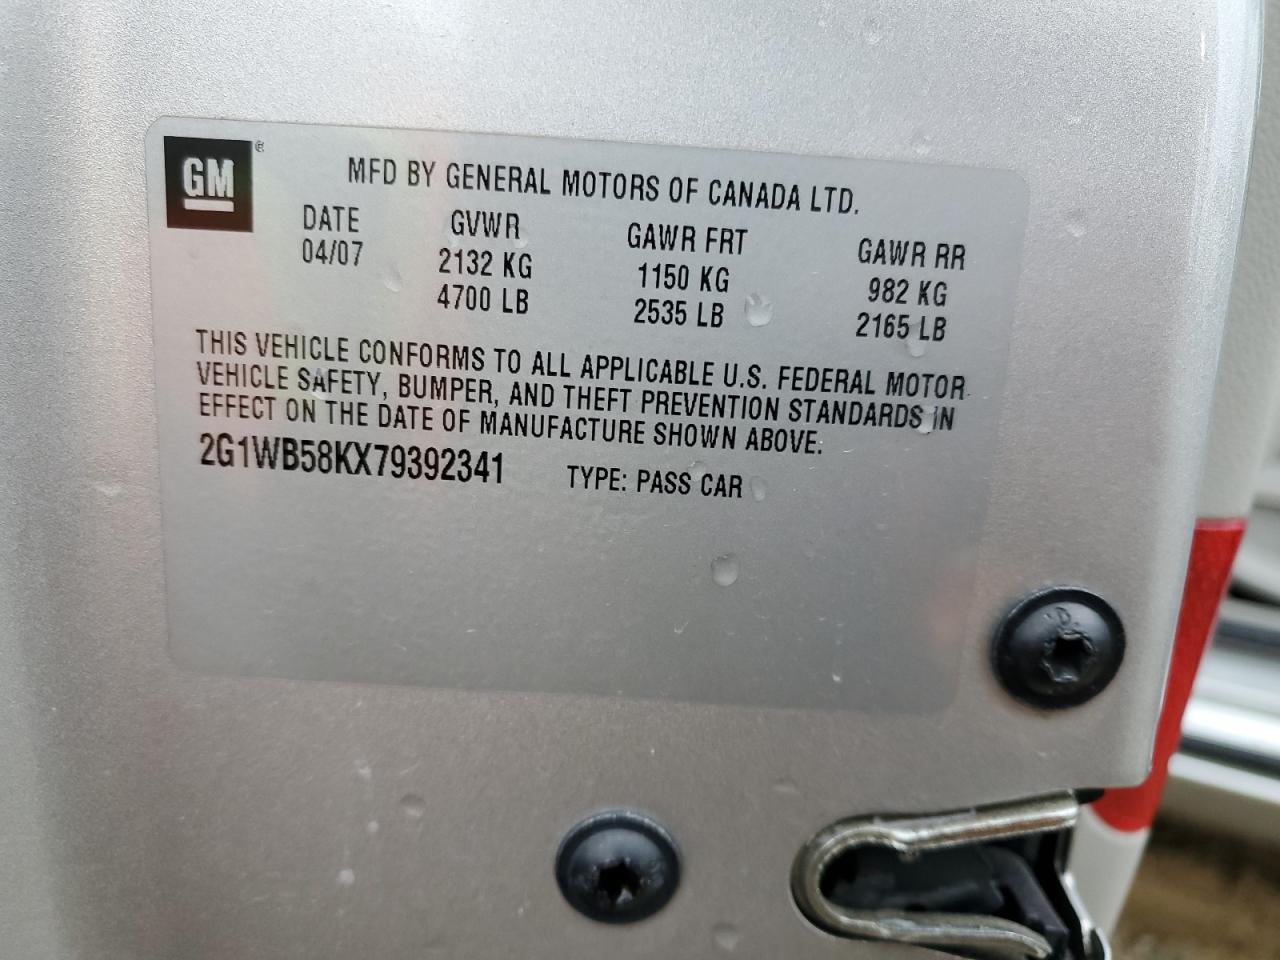 GM ®
MFD BY GENERAL MOTORS OF CANADA LTD.
DATE GVWR GAWR FRT GAWR RR
04/07 2132 KG 1150 KG 982 KG
4700 LB 2535 LB 2165 LB
THIS VEHICLE CONFORMS TO ALL APPLICABLE U.S. FEDERAL MOTOR
VEHICLE SAFETY, BUMPER, AND THEFT PREVENTION STANDARDS IN
EFFECT ON THE DATE OF MANUFACTURE SHOWN ABOVE.
2G1WB58KX79392341 TYPE: PASS CAR